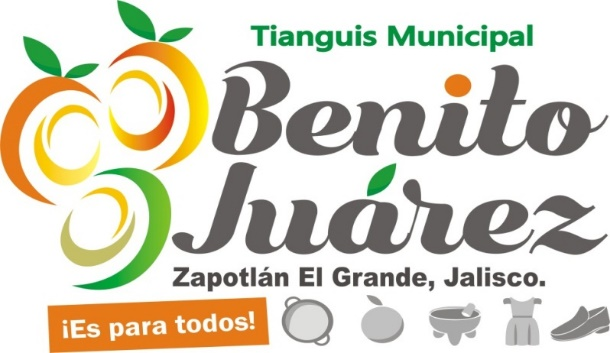 Tianguis Municipal
Benito
Juárez
Zapotlán El Grande, Jalisco.
¡Es para todos!